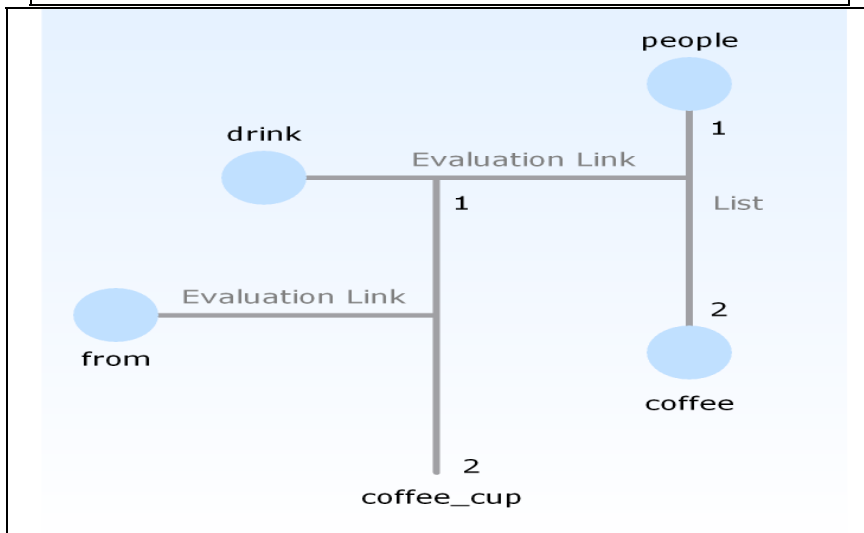 people
1
drink
Evaluation Link
1
List
Evaluation Link
2
from
coffee
2
coffee_cup